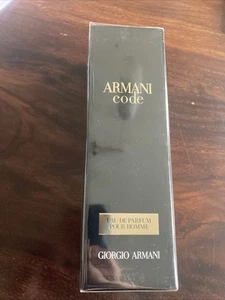 ARMANI
code
EAU DE PARFUM
POUR HOMME
GIORGIO ARMANI